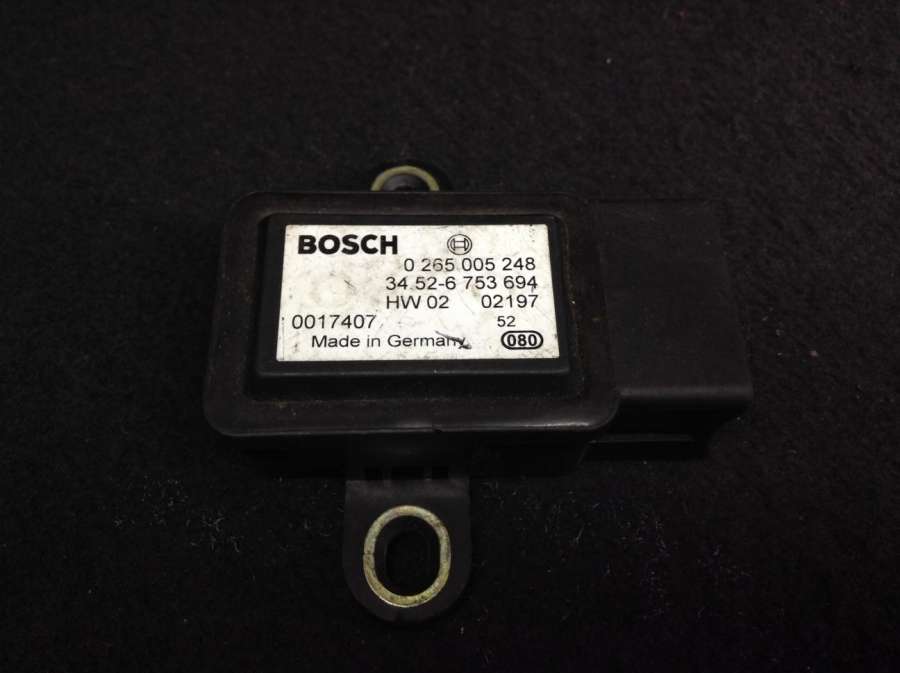 BOSCH
0 265 005 248
34.52-6 753 694
HW 02 02197
0017407 52
Made in Germany 080